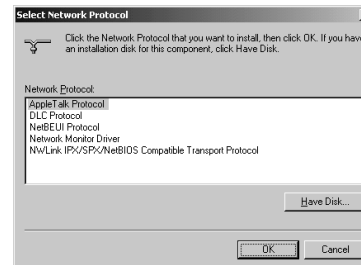 Select Network Protocol
Click the Network Protocol that you want to install, then click OK. If you have
an installation disk for this component, click Have Disk.
Network Protocol:
AppleTalk Protocol
DLC Protocol
NetBEUI Protocol
Network Monitor Driver
NWLink IPX/SPX/NetBIOS Compatible Transport Protocol
Have Disk...
OK
Cancel